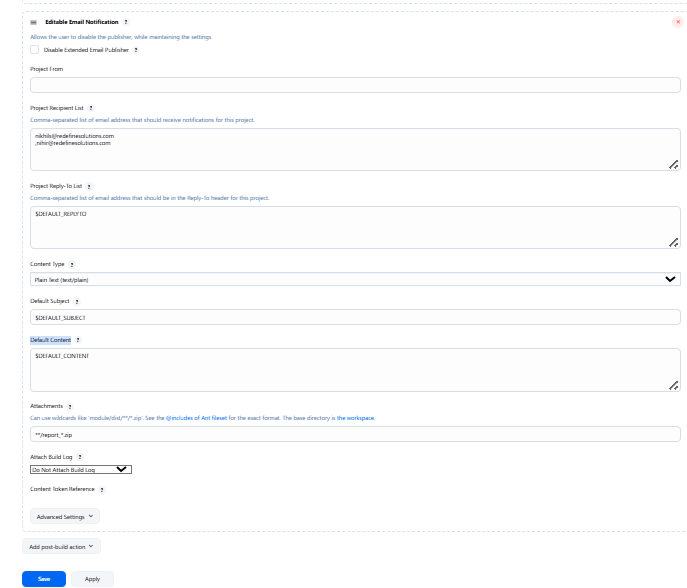 Editable Email Notification ?
Allows the user to disable the publisher, while maintaining the settings
Disable Extended Email Publisher ?
Project From
Project Recipient List ?
Comma-separated list of email address that should receive notifications for this project.
nikhils@redefinesolutions.com
,nihir@redefinesolutions.com
Project Reply-To List ?
Comma-separated list of email address that should be in the Reply-To header for this project.
$DEFAULT_REPLYTO
Content Type ?
Plain Text (text/plain)
Default Subject ?
$DEFAULT_SUBJECT
Default Content ?
$DEFAULT_CONTENT
Attachments ?
Can use wildcards like 'module/dist/**/*.zip'. See the @includes of Ant fileset for the exact format. The base directory is the workspace.
**/report_*.zip
Attach Build Log ?
Do Not Attach Build Log
Content Token Reference ?
Advanced Settings
Add post-build action
Save Apply